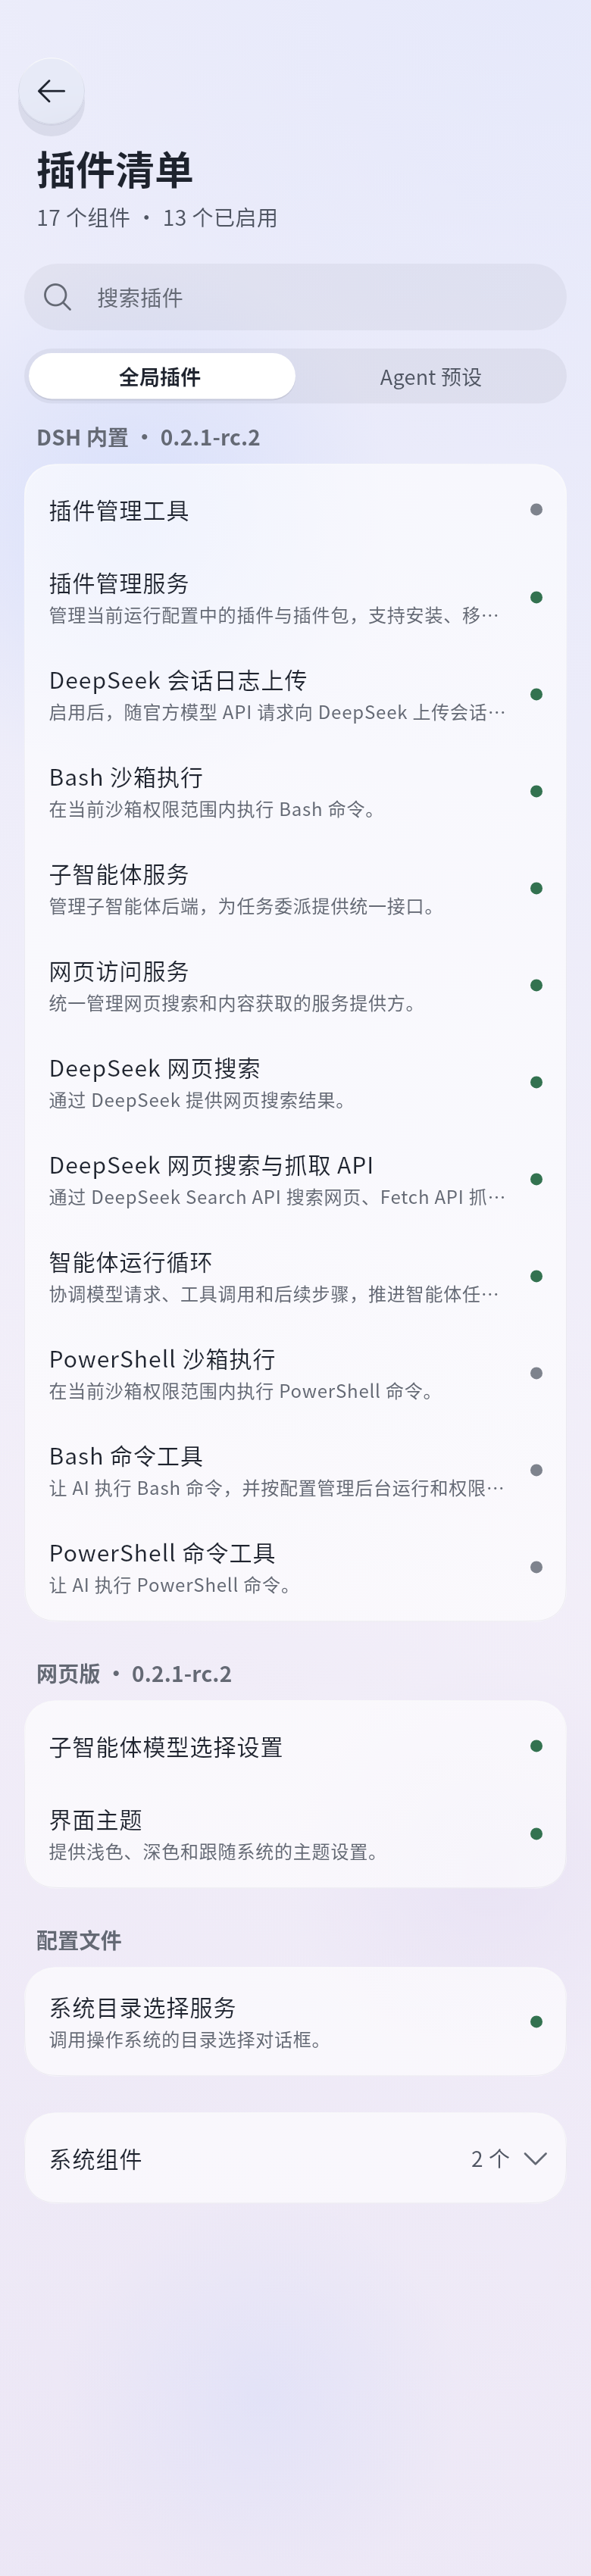 插件清单
17 个组件 · 13 个已启用
搜索插件
全局插件
Agent 预设
DSH 内置 · 0.2.1-rc.2
插件管理工具
插件管理服务
管理当前运行配置中的插件与插件包，支持安装、移…
DeepSeek 会话日志上传
启用后，随官方模型 API 请求向 DeepSeek 上传会话…
Bash 沙箱执行
在当前沙箱权限范围内执行 Bash 命令。
子智能体服务
管理子智能体后端，为任务委派提供统一接口。
网页访问服务
统一管理网页搜索和内容获取的服务提供方。
DeepSeek 网页搜索
通过 DeepSeek 提供网页搜索结果。
DeepSeek 网页搜索与抓取 API
通过 DeepSeek Search API 搜索网页、Fetch API 抓…
智能体运行循环
协调模型请求、工具调用和后续步骤，推进智能体任…
PowerShell 沙箱执行
在当前沙箱权限范围内执行 PowerShell 命令。
Bash 命令工具
让 AI 执行 Bash 命令，并按配置管理后台运行和权限…
PowerShell 命令工具
让 AI 执行 PowerShell 命令。
网页版 · 0.2.1-rc.2
子智能体模型选择设置
界面主题
提供浅色、深色和跟随系统的主题设置。
配置文件
系统目录选择服务
调用操作系统的目录选择对话框。
系统组件
2 个